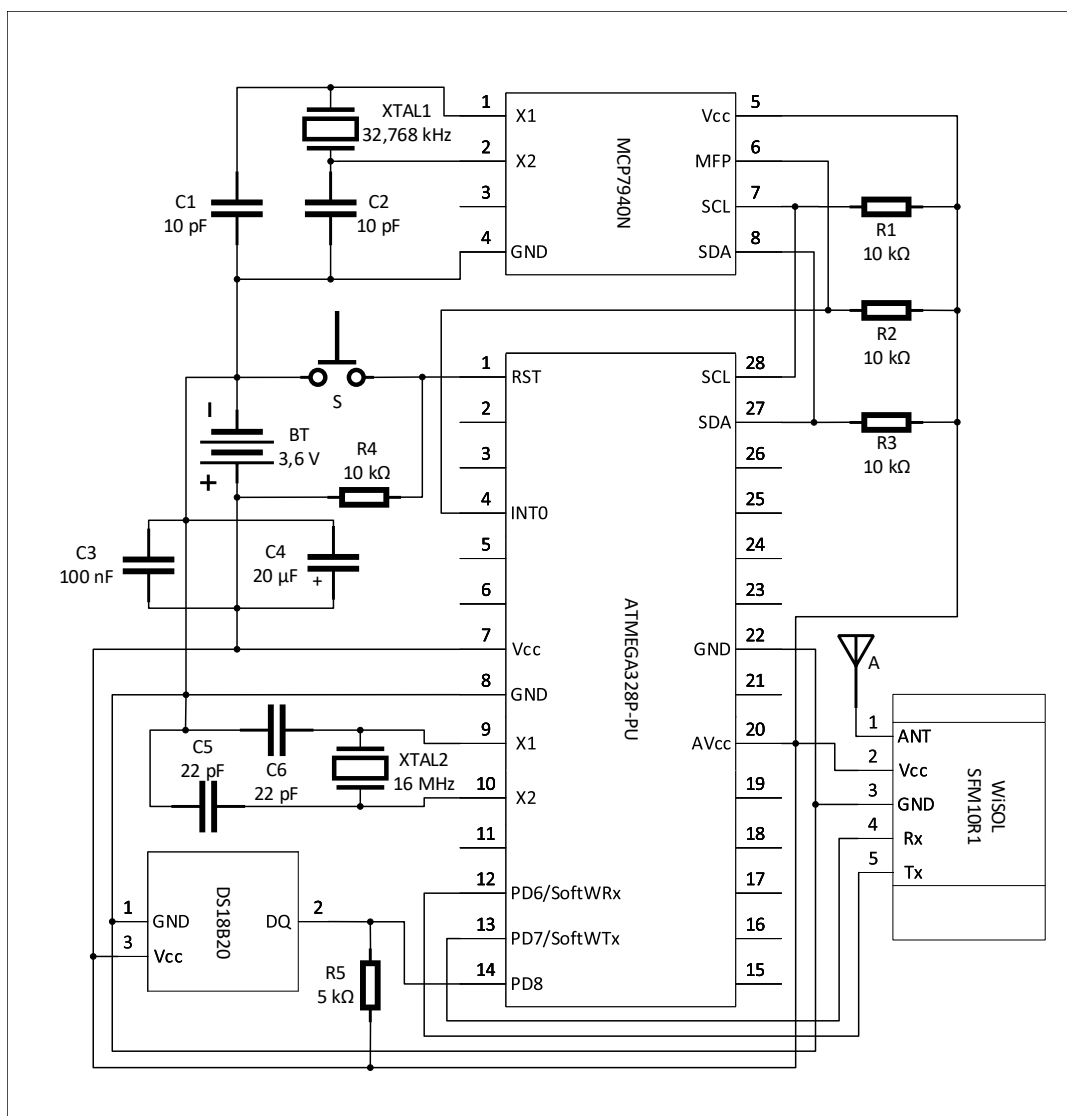 XTAL1
32,768 kHz
C1
10 pF
C2
10 pF
1
X1
2
X2
3
4
GND
MCP7940N
5
Vcc
6
MFP
7
SCL
8
SDA
R1
10 kΩ
R2
10 kΩ
R3
10 kΩ
S
-
BT
3,6 V
+
R4
10 kΩ
C3
100 nF
C4
20 µF
+
1
RST
2
3
4
INT0
5
6
7
Vcc
8
GND
9
X1
10
X2
11
12
PD6/SoftWRx
13
PD7/SoftWTx
14
PD8
ATMEGA328P-PU
28
SCL
27
SDA
26
25
24
23
22
GND
21
20
AVcc
19
18
17
16
15
C5
22 pF
C6
22 pF
XTAL2
16 MHz
1
GND
3
Vcc
DS18B20
DQ
2
R5
5 kΩ
A
1
ANT
2
Vcc
3
GND
4
Rx
5
Tx
WiSOL
SFM10R1